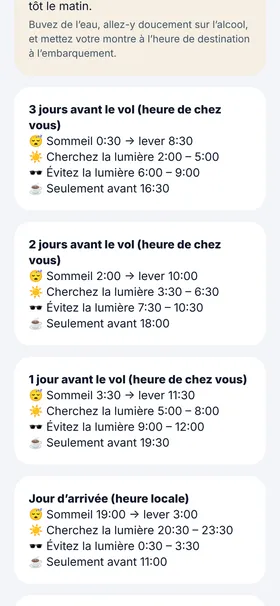 tôt le matin.
Buvez de l’eau, allez-y doucement sur l’alcool,
et mettez votre montre à l’heure de destination
à l’embarquement.
3 jours avant le vol (heure de chez
vous)
😴 Sommeil 0:30 → lever 8:30
☀️ Cherchez la lumière 2:00 – 5:00
🕶️ Évitez la lumière 6:00 – 9:00
☕ Seulement avant 16:30
2 jours avant le vol (heure de chez
vous)
😴 Sommeil 2:00 → lever 10:00
☀️ Cherchez la lumière 3:30 – 6:30
🕶️ Évitez la lumière 7:30 – 10:30
☕ Seulement avant 18:00
1 jour avant le vol (heure de chez vous)
😴 Sommeil 3:30 → lever 11:30
☀️ Cherchez la lumière 5:00 – 8:00
🕶️ Évitez la lumière 9:00 – 12:00
☕ Seulement avant 19:30
Jour d’arrivée (heure locale)
😴 Sommeil 19:00 → lever 3:00
☀️ Cherchez la lumière 20:30 – 23:30
🕶️ Évitez la lumière 0:30 – 3:30
☕ Seulement avant 11:00